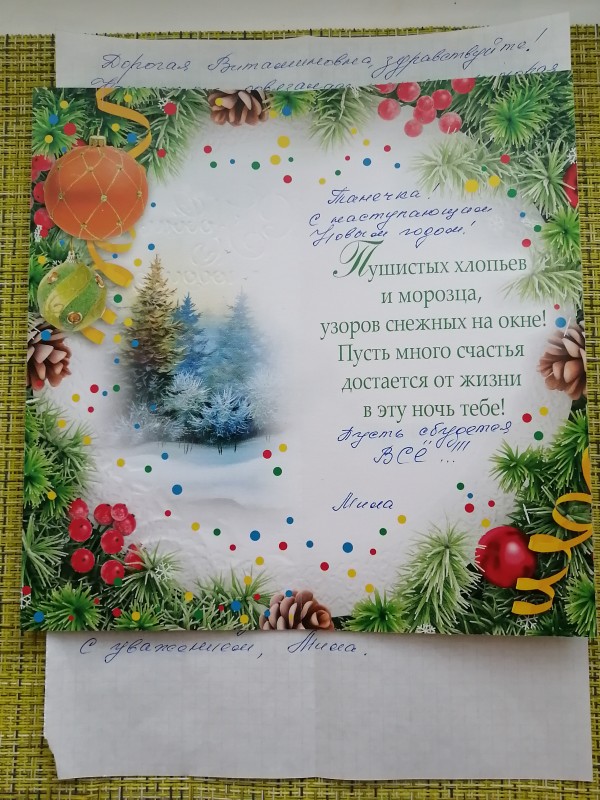 Дорогая Витаминовна, здравствуйте!
Танечка!
С наступающим
Новым годом!
Пушистых хлопьев
и морозца,
узоров снежных на окне!
Пусть много счастья
достается от жизни
в эту ночь тебе!
Пусть сбудется
ВСЁ...!!!
Мила
С уважением, Мила.